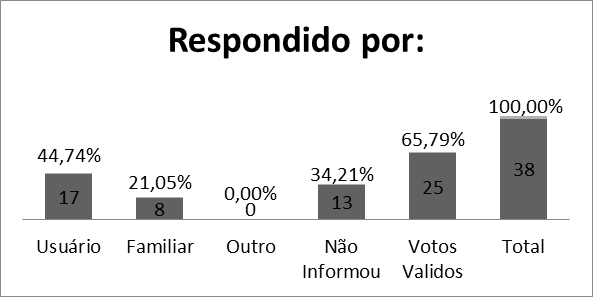 Respondido por:
100,00%
65,79%
44,74%
34,21%
21,05%
0,00%
17
8
0
13
25
38
Usuário
Familiar
Outro
Não
Informou
Votos
Validos
Total